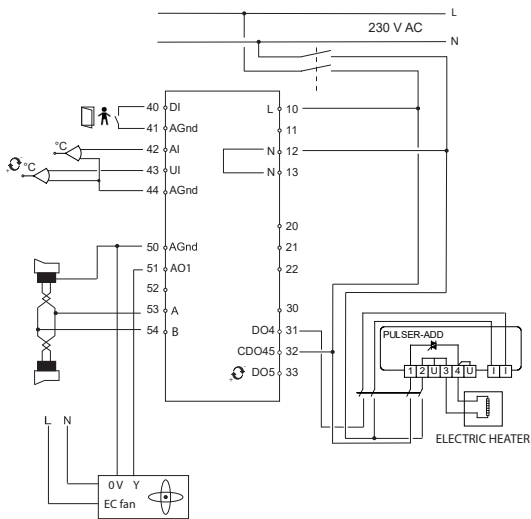 L
230 V AC
N
40 DI
41 AGnd
°C
42 AI
°C
43 UI
44 AGnd
50 AGnd
51 AO1
52
53 A
54 B
L 10
11
N 12
N 13
20
21
22
30
DO4 31
CDO45 32
DO5 33
PULSER-ADD
1 2 U 3 4 U I I
ELECTRIC HEATER
L N
0 V Y
EC fan